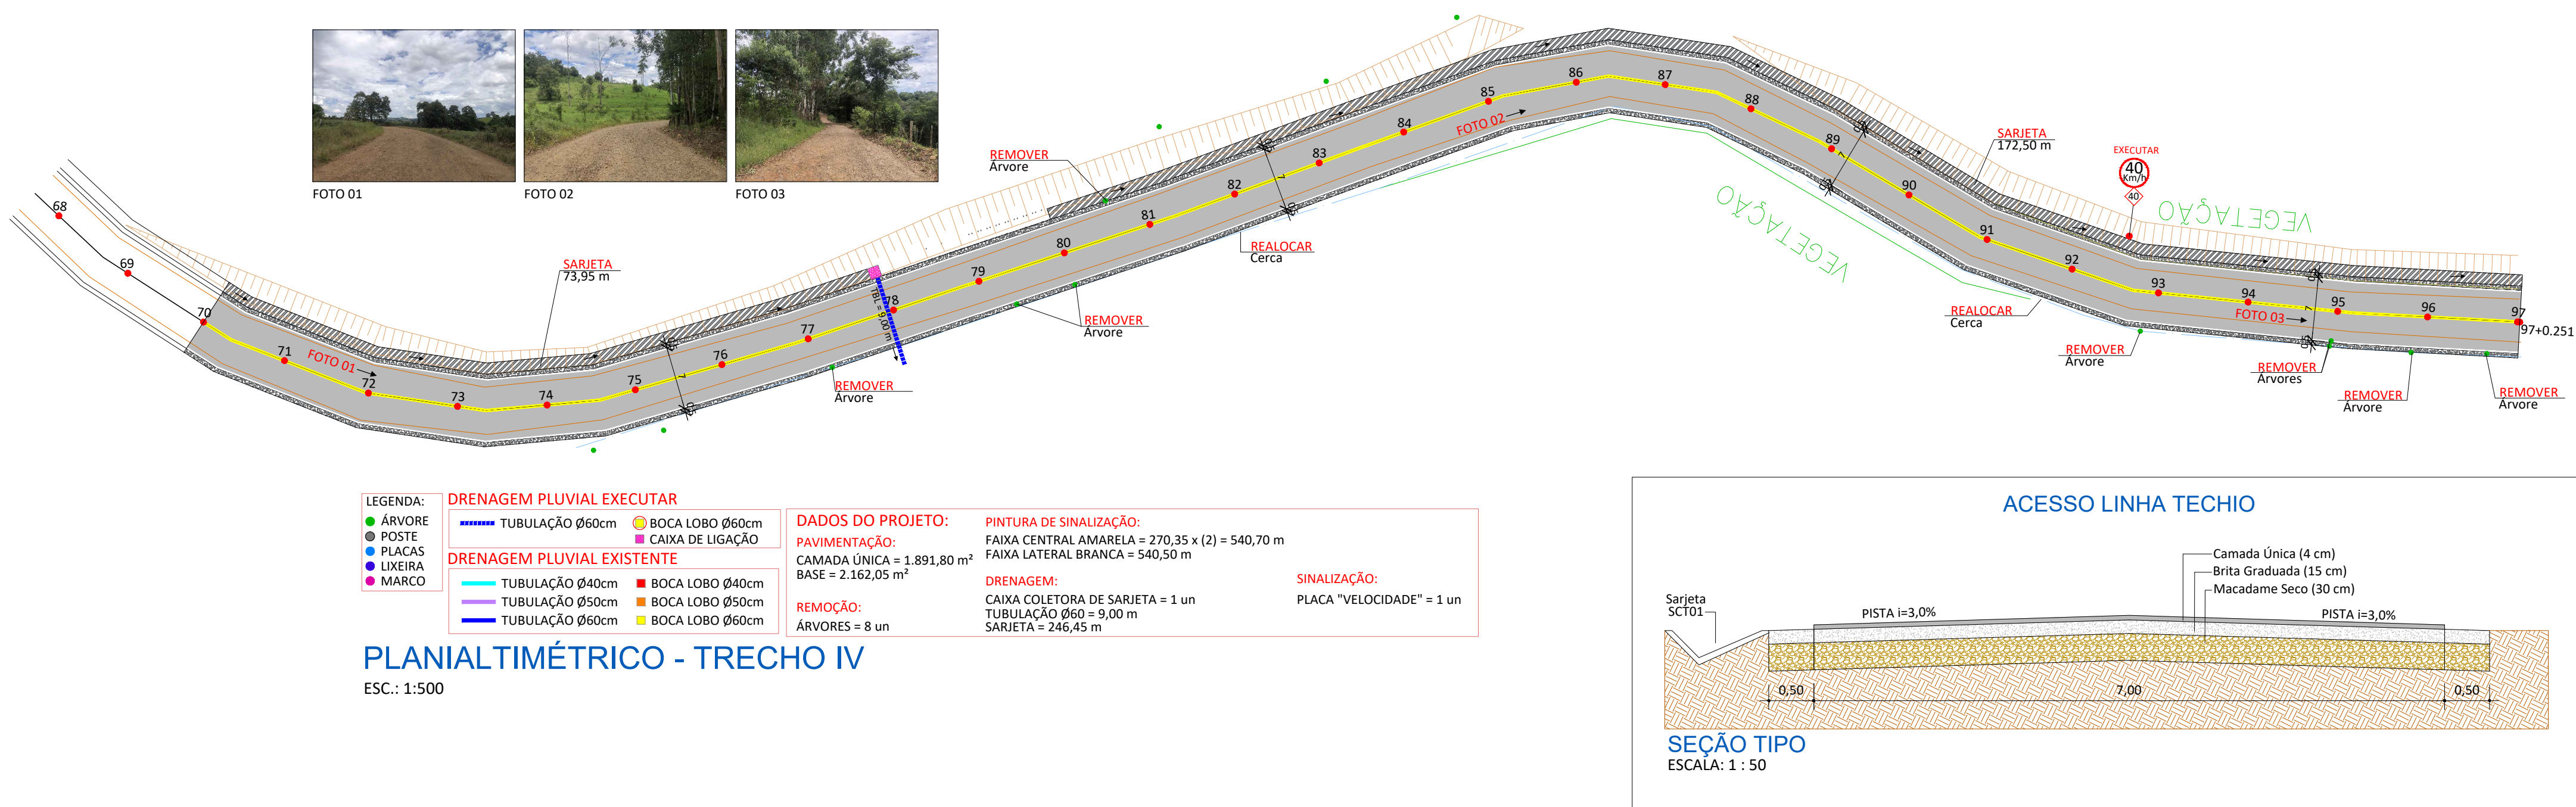 FOTO 01
FOTO 02
FOTO 03
68
69
70
71
72
73
74
75
76
77
78
79
80
81
82
83
84
85
86
87
88
89
90
91
92
93
94
95
96
97
97+0.251
FOTO 01
FOTO 02
FOTO 03
SARJETA
73,95 m
TBL = 9,00 m
7
7
7
7
REMOVER
Árvore
REMOVER
Árvore
REMOVER
Árvore
REALOCAR
Cerca
VEGETAÇÃO
SARJETA
172,50 m
EXECUTAR
40
Km/h
40
VEGETAÇÃO
REALOCAR
Cerca
REMOVER
Árvore
REMOVER
Árvores
REMOVER
Árvore
REMOVER
Árvore
LEGENDA:
ÁRVORE
POSTE
PLACAS
LIXEIRA
MARCO
DRENAGEM PLUVIAL EXECUTAR
TUBULAÇÃO Ø60cm
BOCA LOBO Ø60cm
CAIXA DE LIGAÇÃO
DRENAGEM PLUVIAL EXISTENTE
TUBULAÇÃO Ø40cm
BOCA LOBO Ø40cm
TUBULAÇÃO Ø50cm
BOCA LOBO Ø50cm
TUBULAÇÃO Ø60cm
BOCA LOBO Ø60cm
DADOS DO PROJETO:
PAVIMENTAÇÃO:
CAMADA ÚNICA = 1.891,80 m²
BASE = 2.162,05 m²
REMOÇÃO:
ÁRVORES = 8 un
PINTURA DE SINALIZAÇÃO:
FAIXA CENTRAL AMARELA = 270,35 x (2) = 540,70 m
FAIXA LATERAL BRANCA = 540,50 m
DRENAGEM:
CAIXA COLETORA DE SARJETA = 1 un
TUBULAÇÃO Ø60 = 9,00 m
SARJETA = 246,45 m
SINALIZAÇÃO:
PLACA "VELOCIDADE" = 1 un
PLANIALTIMÉTRICO - TRECHO IV
ESC.: 1:500
ACESSO LINHA TECHIO
Camada Única (4 cm)
Brita Graduada (15 cm)
Macadame Seco (30 cm)
Sarjeta
SCT01
PISTA i=3,0%
PISTA i=3,0%
0,50
7,00
0,50
SEÇÃO TIPO
ESCALA: 1 : 50